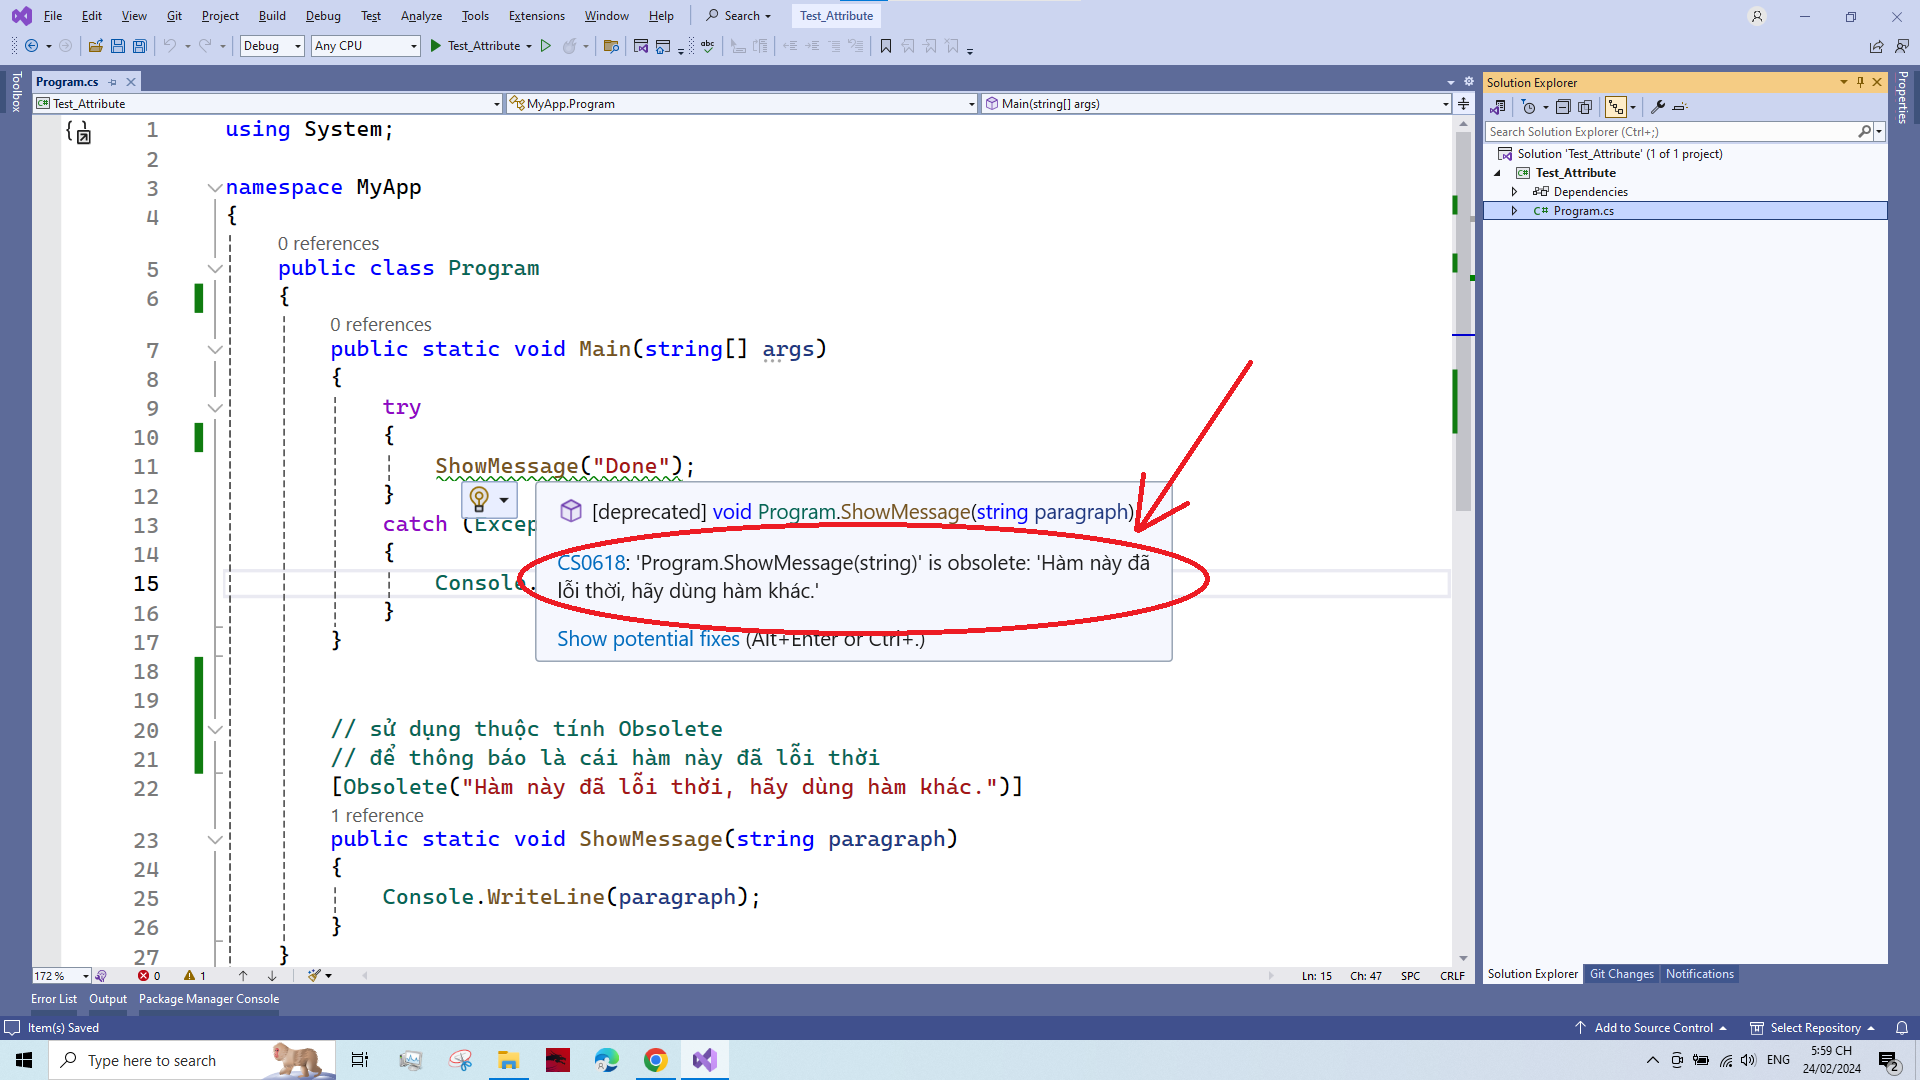 File Edit View Git Project Build Debug Test Analyze Tools Extensions Window Help Search Test_Attribute
Debug Any CPU Test_Attribute
Toolbox
Program.cs
Test_Attribute MyApp.Program Main(string[] args)
1 using System;
2
3 namespace MyApp
4 {
0 references
5 public class Program
6 {
0 references
7 public static void Main(string[] args)
8 {
9 try
10 {
11 ShowMessage("Done");
12 }
13 catch (Excep
14 {
15 Console.
16 }
17 }
[deprecated] void Program.ShowMessage(string paragraph)
CS0618: 'Program.ShowMessage(string)' is obsolete: 'Hàm này đã
lỗi thời, hãy dùng hàm khác.'
Show potential fixes (Alt+Enter or Ctrl+.)
18
19
20 // sử dụng thuộc tính Obsolete
21 // để thông báo là cái hàm này đã lỗi thời
22 [Obsolete("Hàm này đã lỗi thời, hãy dùng hàm khác.")]
1 reference
23 public static void ShowMessage(string paragraph)
24 {
25 Console.WriteLine(paragraph);
26 }
27 }
172 % 0 1 Ln: 15 Ch: 47 SPC CRLF
Solution Explorer
Search Solution Explorer (Ctrl+;)
Solution 'Test_Attribute' (1 of 1 project)
Test_Attribute
Dependencies
C# Program.cs
Properties
Solution Explorer Git Changes Notifications
Error List Output Package Manager Console
Item(s) Saved Add to Source Control Select Repository
Type here to search ENG 5:59 CH
24/02/2024 2